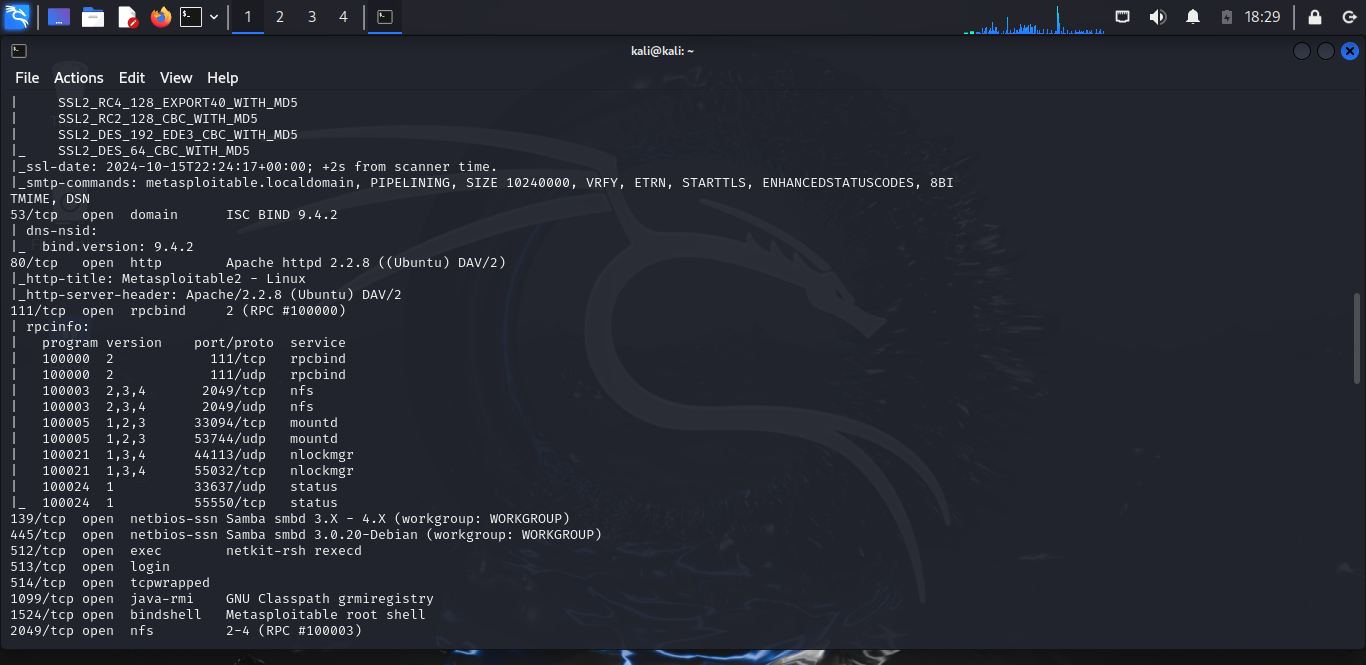 1 2 3 4 18:29
kali@kali: ~
File Actions Edit View Help
|     SSL2_RC4_128_EXPORT40_WITH_MD5
|     SSL2_RC2_128_CBC_WITH_MD5
|     SSL2_DES_192_EDE3_CBC_WITH_MD5
|_    SSL2_DES_64_CBC_WITH_MD5
|_ssl-date: 2024-10-15T22:24:17+00:00; +2s from scanner time.
|_smtp-commands: metasploitable.localdomain, PIPELINING, SIZE 10240000, VRFY, ETRN, STARTTLS, ENHANCEDSTATUSCODES, 8BI
TMIME, DSN
53/tcp   open  domain      ISC BIND 9.4.2
| dns-nsid:
|_  bind.version: 9.4.2
80/tcp   open  http        Apache httpd 2.2.8 ((Ubuntu) DAV/2)
|_http-title: Metasploitable2 - Linux
|_http-server-header: Apache/2.2.8 (Ubuntu) DAV/2
111/tcp  open  rpcbind     2 (RPC #100000)
| rpcinfo:
|   program version    port/proto  service
|   100000  2            111/tcp   rpcbind
|   100000  2            111/udp   rpcbind
|   100003  2,3,4       2049/tcp   nfs
|   100003  2,3,4       2049/udp   nfs
|   100005  1,2,3      33094/tcp   mountd
|   100005  1,2,3      53744/udp   mountd
|   100021  1,3,4      44113/udp   nlockmgr
|   100021  1,3,4      55032/tcp   nlockmgr
|   100024  1          33637/udp   status
|_  100024  1          55550/tcp   status
139/tcp  open  netbios-ssn Samba smbd 3.X - 4.X (workgroup: WORKGROUP)
445/tcp  open  netbios-ssn Samba smbd 3.0.20-Debian (workgroup: WORKGROUP)
512/tcp  open  exec        netkit-rsh rexecd
513/tcp  open  login
514/tcp  open  tcpwrapped
1099/tcp open  java-rmi    GNU Classpath grmiregistry
1524/tcp open  bindshell   Metasploitable root shell
2049/tcp open  nfs         2-4 (RPC #100003)